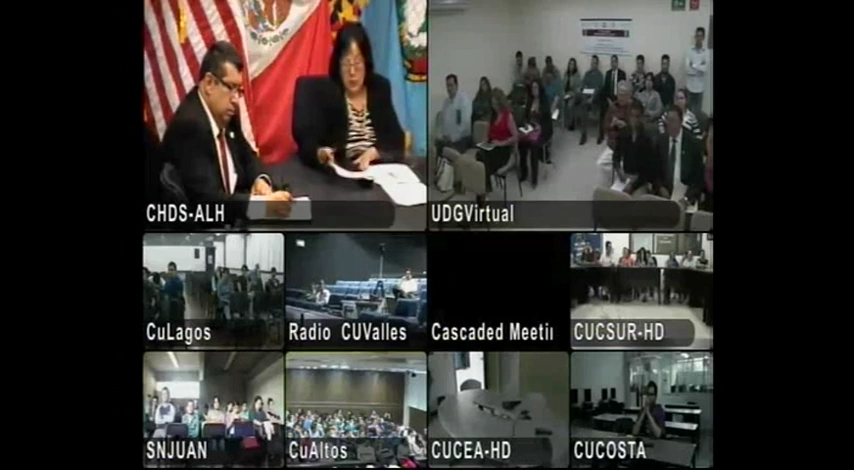 CHDS-ALH
UDGVirtual
CuLagos
Radio CUValles
Cascaded Meetin
CUCSUR-HD
SNJUAN
CuAltos
CUCEA-HD
CUCOSTA